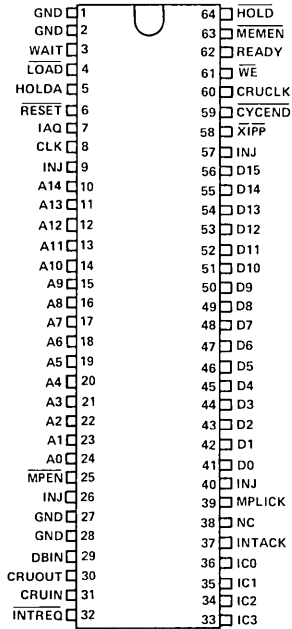 GND 1 64 HOLD
GND 2 63 MEMEN
WAIT 3 62 READY
LOAD 4 61 WE
HOLDA 5 60 CRUCLK
RESET 6 59 CYCEND
IAQ 7 58 XIPP
CLK 8 57 INJ
INJ 9 56 D15
A14 10 55 D14
A13 11 54 D13
A12 12 53 D12
A11 13 52 D11
A10 14 51 D10
A9 15 50 D9
A8 16 49 D8
A7 17 48 D7
A6 18 47 D6
A5 19 46 D5
A4 20 45 D4
A3 21 44 D3
A2 22 43 D2
A1 23 42 D1
A0 24 41 D0
MPEN 25 40 INJ
INJ 26 39 MPLICK
GND 27 38 NC
GND 28 37 INTACK
DBIN 29 36 IC0
CRUOUT 30 35 IC1
CRUIN 31 34 IC2
INTREQ 32 33 IC3